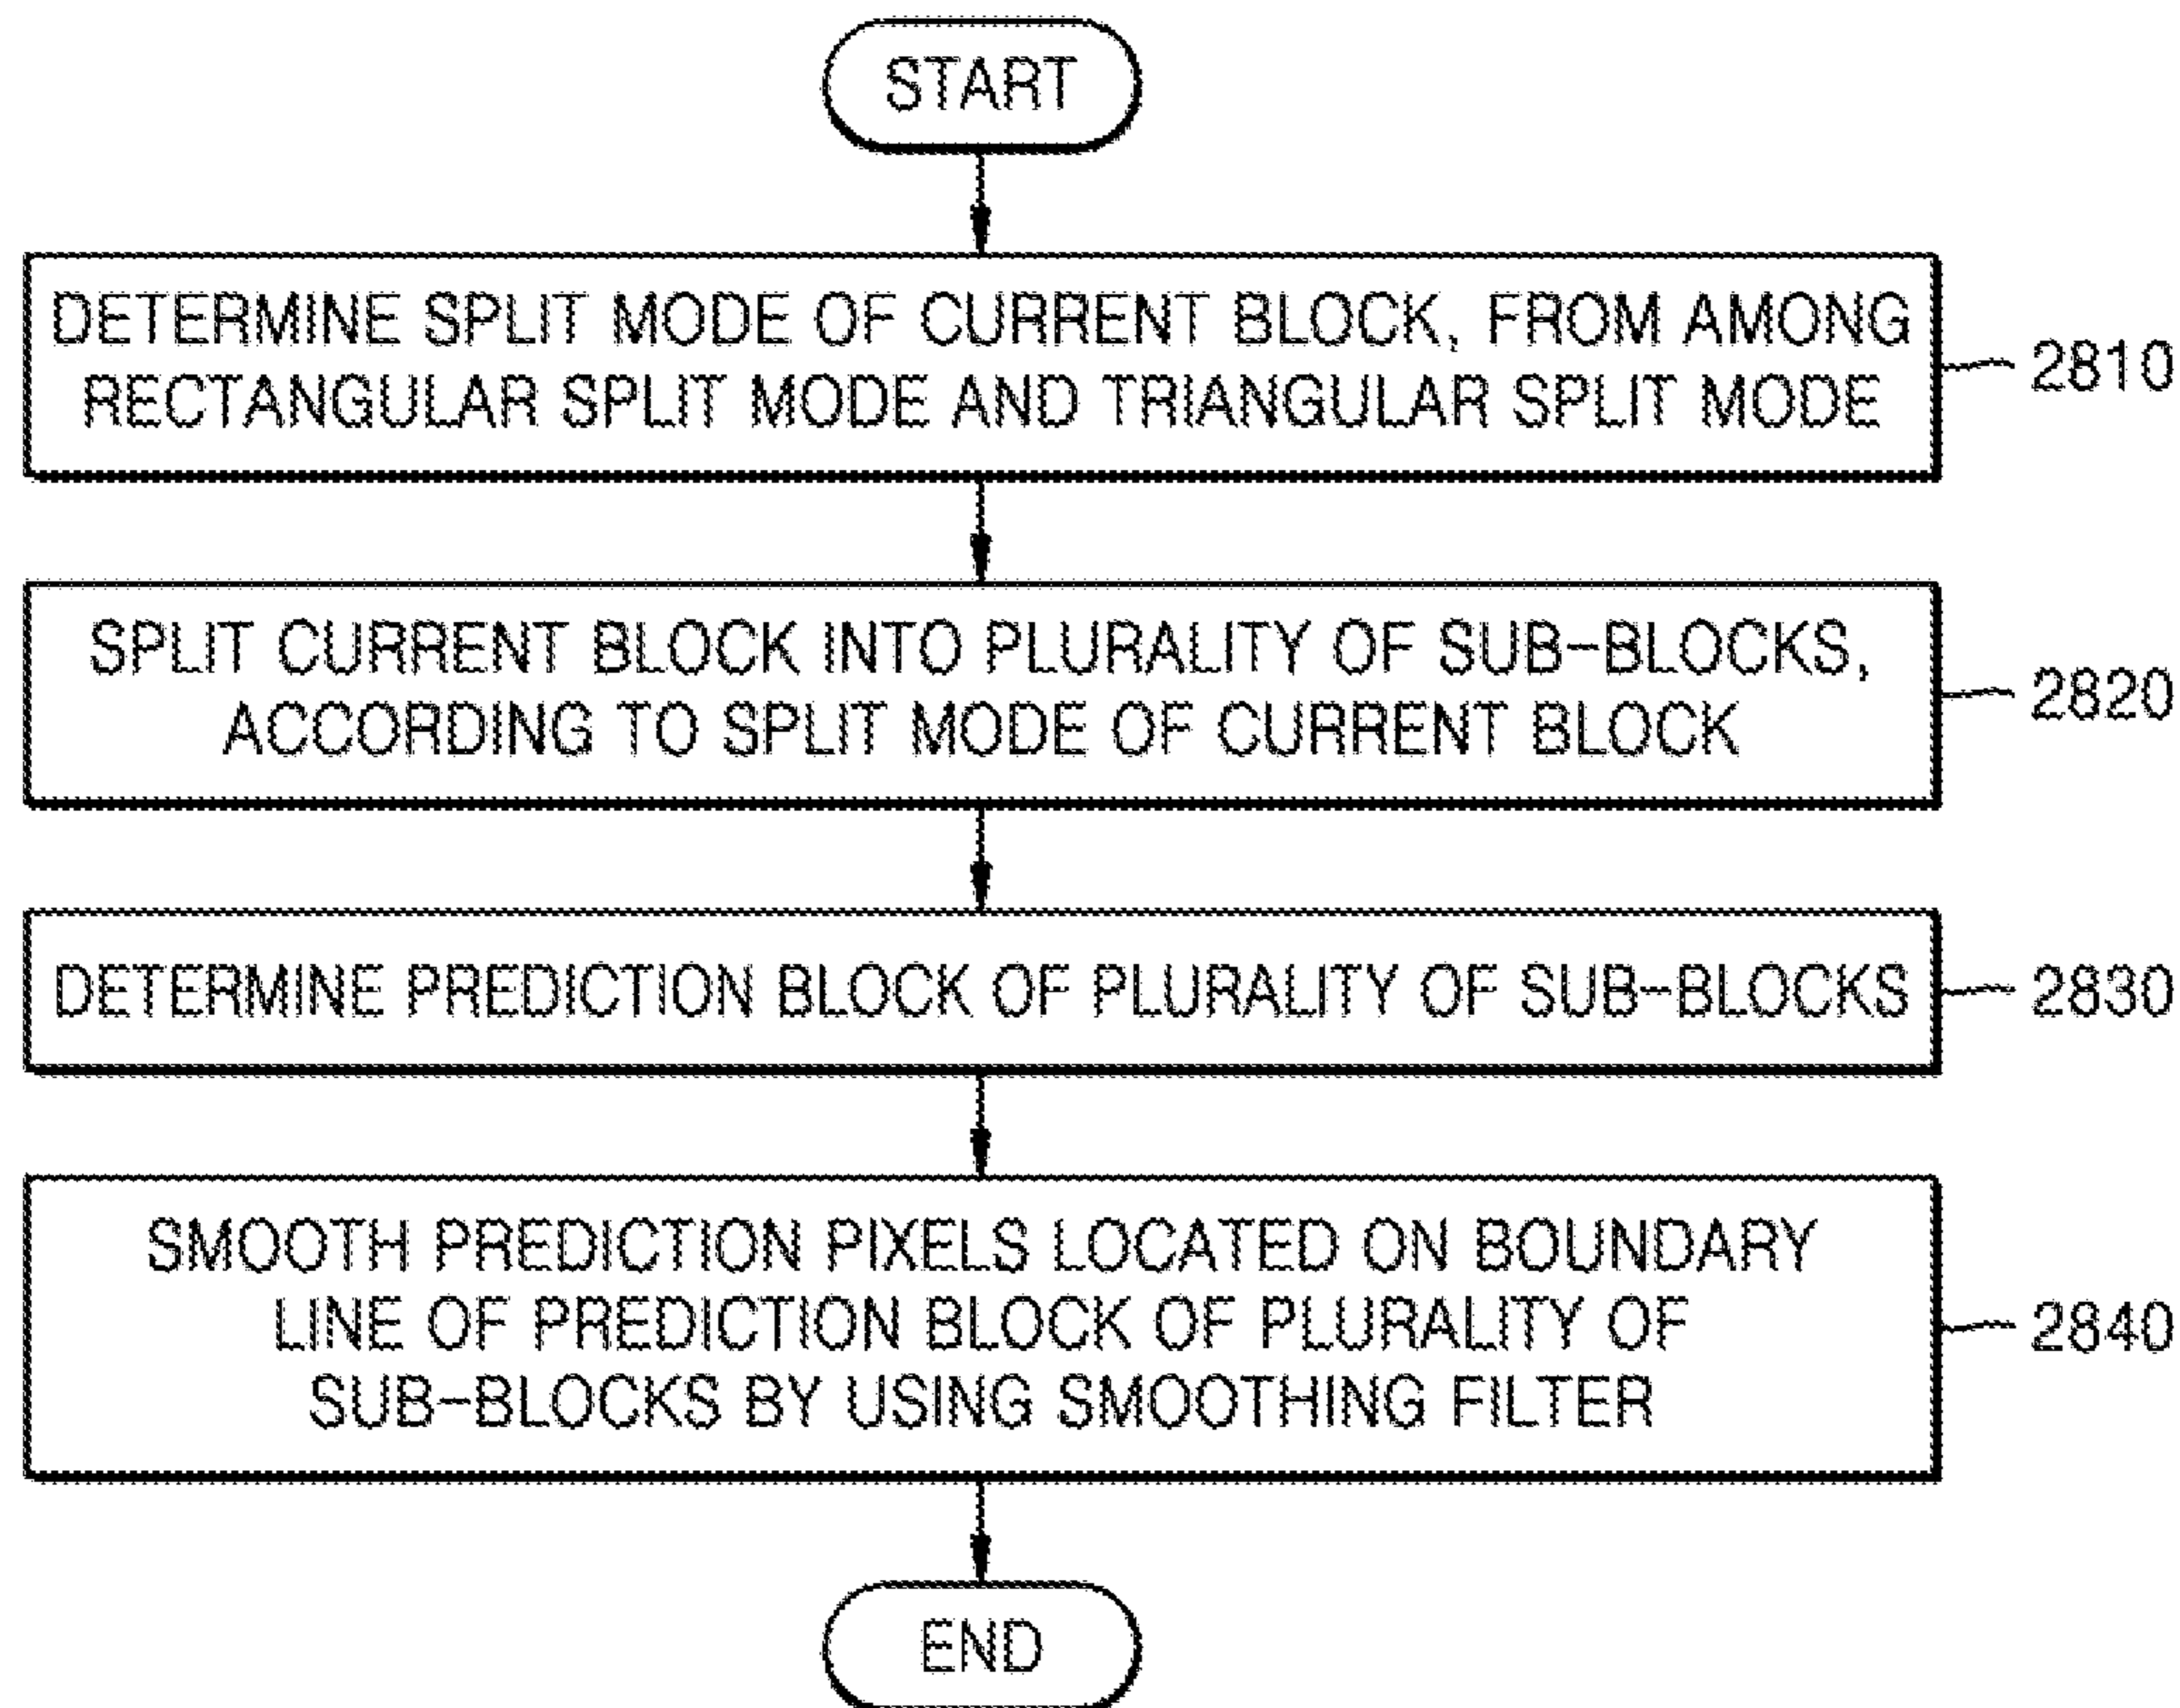 START
DETERMINE SPLIT MODE OF CURRENT BLOCK, FROM AMONG
RECTANGULAR SPLIT MODE AND TRIANGULAR SPLIT MODE
2810
SPLIT CURRENT BLOCK INTO PLURALITY OF SUB-BLOCKS,
ACCORDING TO SPLIT MODE OF CURRENT BLOCK
2820
DETERMINE PREDICTION BLOCK OF PLURALITY OF SUB-BLOCKS
2830
SMOOTH PREDICTION PIXELS LOCATED ON BOUNDARY
LINE OF PREDICTION BLOCK OF PLURALITY OF
SUB-BLOCKS BY USING SMOOTHING FILTER
2840
END